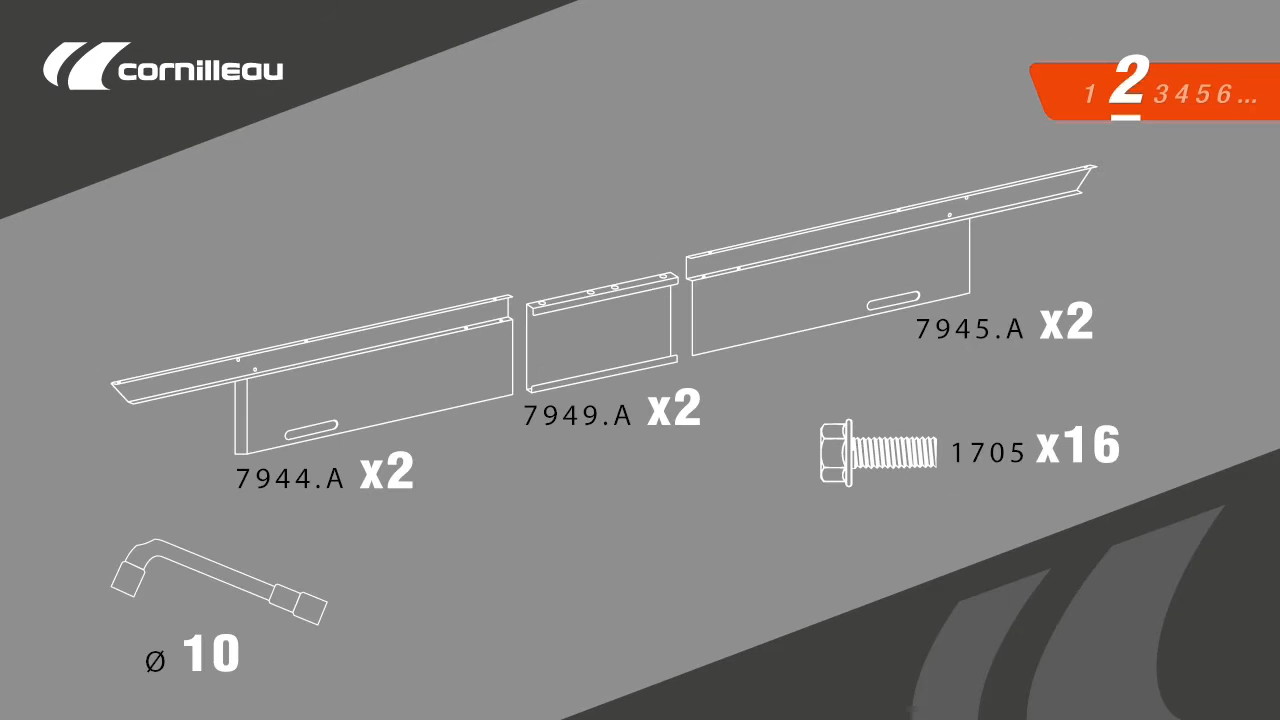 cornilleau
1 2 3 4 5 6 ...
7945.A x2
7949.A x2
1705 x16
7944.A x2
Ø 10